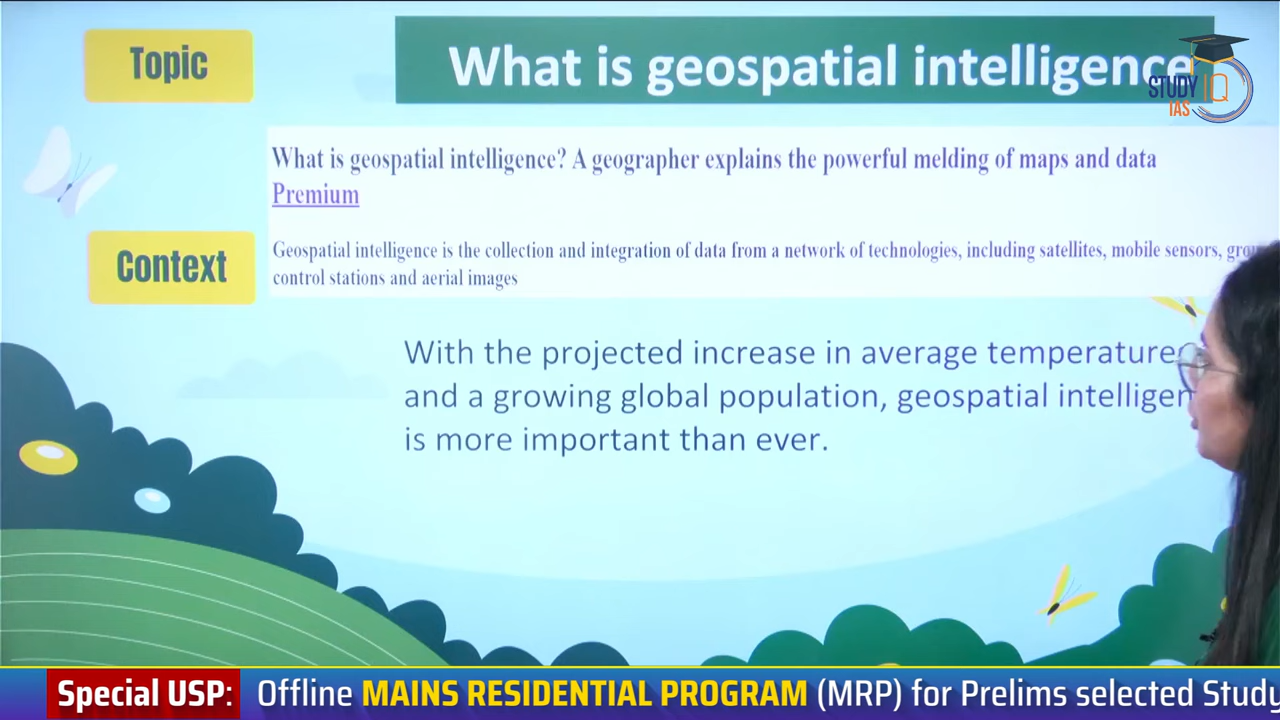 Topic
What is geospatial intelligence
STUDY IQ
IAS
What is geospatial intelligence? A geographer explains the powerful melding of maps and data
Premium
Context
Geospatial intelligence is the collection and integration of data from a network of technologies, including satellites, mobile sensors,
control stations and aerial images
With the projected increase in average temperature
and a growing global population, geospatial
is more important than ever.
Special USP: Offline MAINS RESIDENTIAL PROGRAM (MRP) for Prelims selected Study